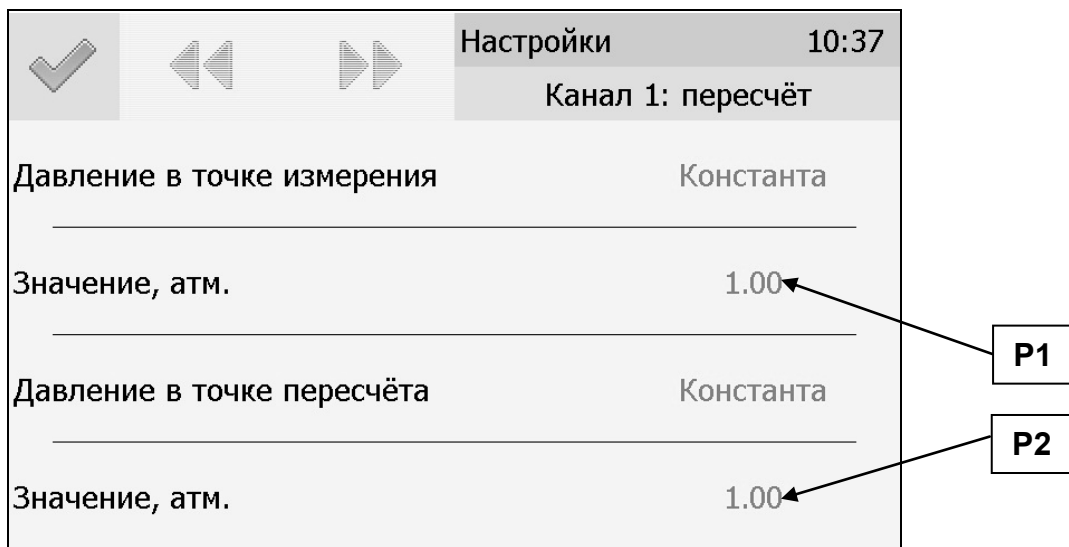 Настройки 10:37
Канал 1: пересчёт
Давление в точке измерения Константа
Значение, атм. 1.00
P1
Давление в точке пересчёта Константа
P2
Значение, атм. 1.00